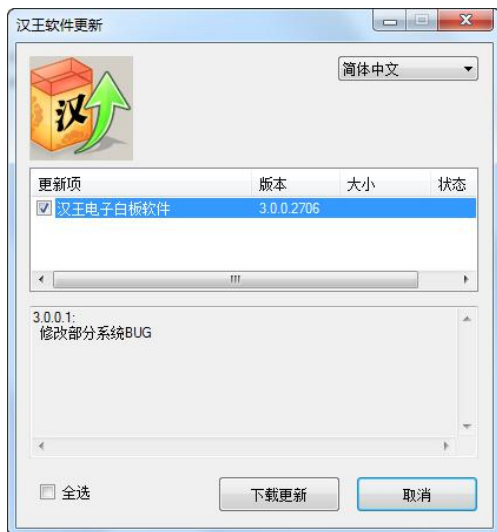 汉王软件更新
简体中文
汉
更新项 版本 大小 状态
汉王电子白板软件 3.0.0.2706
3.0.0.1:
修改部分系统BUG
全选 下载更新 取消